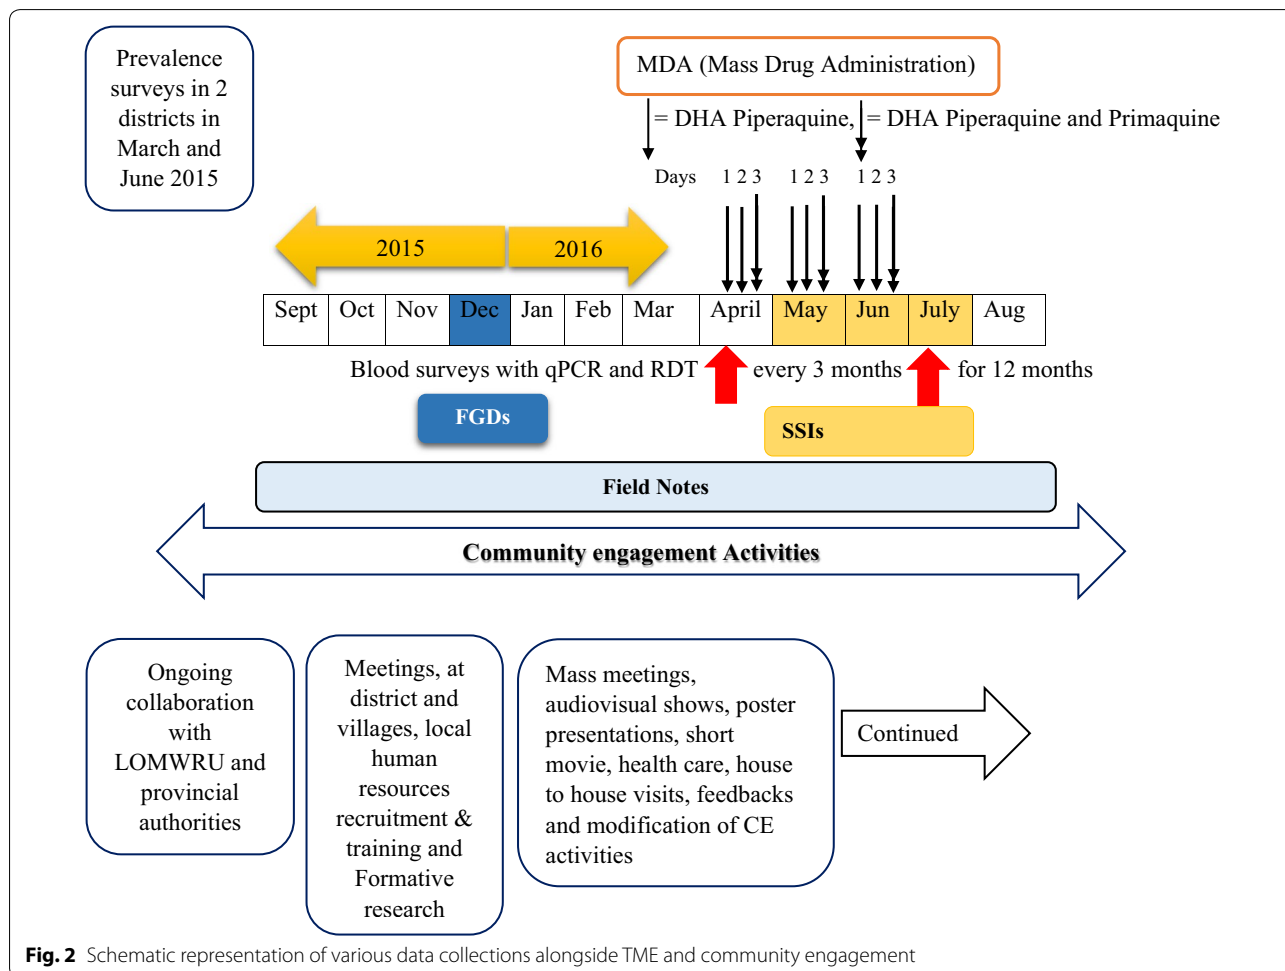 Prevalence
surveys in 2
districts in
March and
June 2015
MDA (Mass Drug Administration)
= DHA Piperaquine, = DHA Piperaquine and Primaquine
Days 1 2 3 1 2 3 1 2 3
2015 2016
Sept Oct Nov Dec Jan Feb Mar April May Jun July Aug
Blood surveys with qPCR and RDT every 3 months for 12 months
FGDs
SSIs
Field Notes
Community engagement Activities
Ongoing
collaboration
with
LOMWRU and
provincial
authorities
Meetings, at
district and
villages, local
human
resources
recruitment &
training and
Formative
research
Mass meetings,
audiovisual shows, poster
presentations, short
movie, health care, house
to house visits, feedbacks
and modification of CE
activities
Continued
Fig. 2 Schematic representation of various data collections alongside TME and community engagement